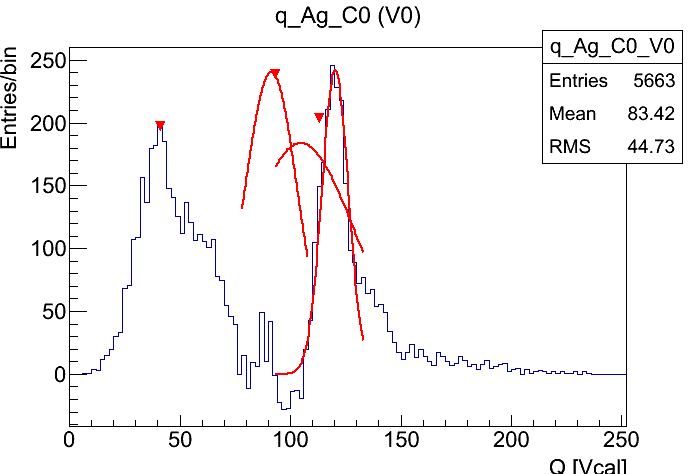 q_Ag_C0 (V0)
q_Ag_C0_V0
Entries 5663
Mean 83.42
RMS 44.73
Entries/bin
250
200
150
100
50
0
0 50 100 150 200 250
Q [Vcal]